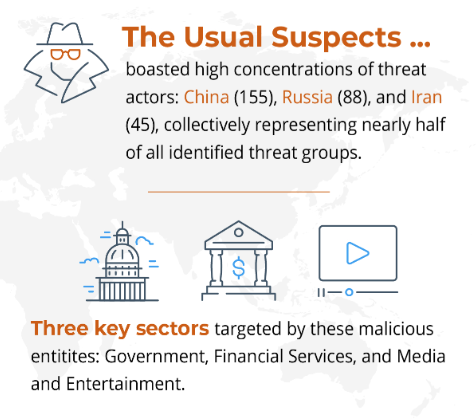 The Usual Suspects ...
boasted high concentrations of threat
actors: China (155), Russia (88), and Iran
(45), collectively representing nearly half
of all identified threat groups.
$
Three key sectors targeted by these malicious
entitites: Government, Financial Services, and Media
and Entertainment.